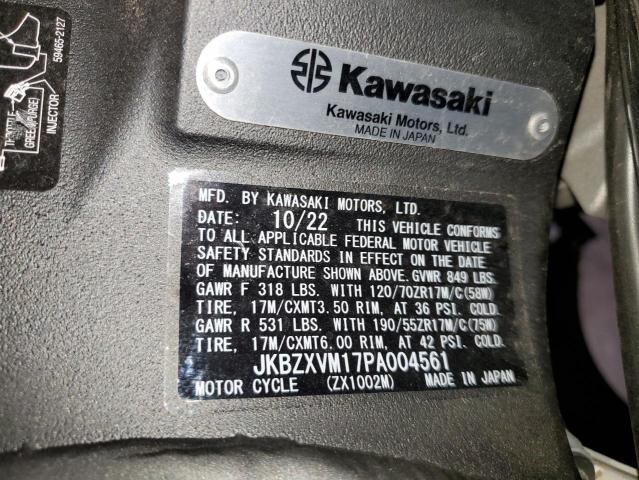 59465-2127
THROTTLE
GREEN(PURGE)
INJECTOR
Kawasaki
Kawasaki Motors, Ltd.
MADE IN JAPAN
MFD. BY KAWASAKI MOTORS, LTD.
DATE: 10/22 THIS VEHICLE CONFORMS
TO ALL APPLICABLE FEDERAL MOTOR VEHICLE
SAFETY STANDARDS IN EFFECT ON THE DATE
OF MANUFACTURE SHOWN ABOVE. GVWR 849 LBS.
GAWR F 318 LBS. WITH 120/70ZR17M/C(58W)
TIRE, 17M/CXMT3.50 RIM, AT 36 PSI. COLD.
GAWR R 531 LBS. WITH 190/55ZR17M/C(75W)
TIRE, 17M/CXMT6.00 RIM, AT 42 PSI. COLD.
JKBZXVM17PA004561
MOTOR CYCLE (ZX1002M) MADE IN JAPAN